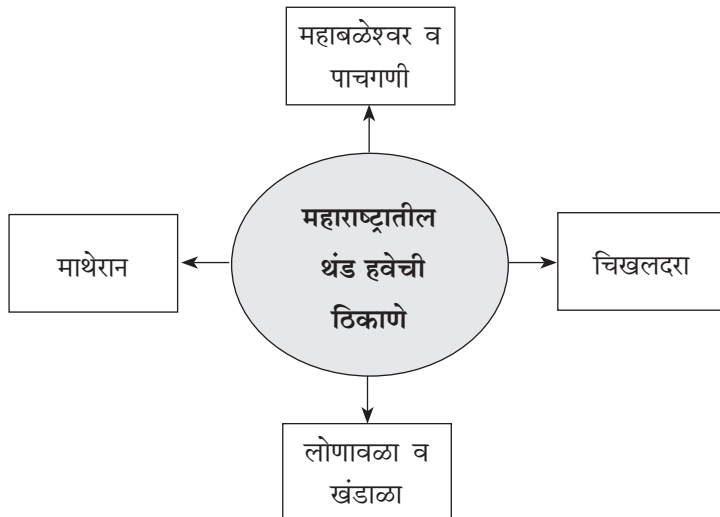 महाबळेश्वर व
पाचगणी
महाराष्ट्रातील
थंड हवेची
ठिकाणे
माथेरान
चिखलदरा
लोणावळा व
खंडाळा